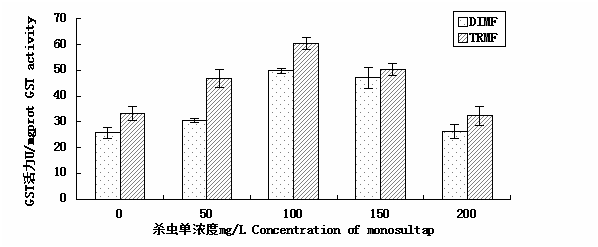 70
60
50
40
30
20
10
0
GST活力U/mgprot GST activity
DIMF
TRMF
0 50 100 150 200
杀虫单浓度mg/L Concentration of monosultap